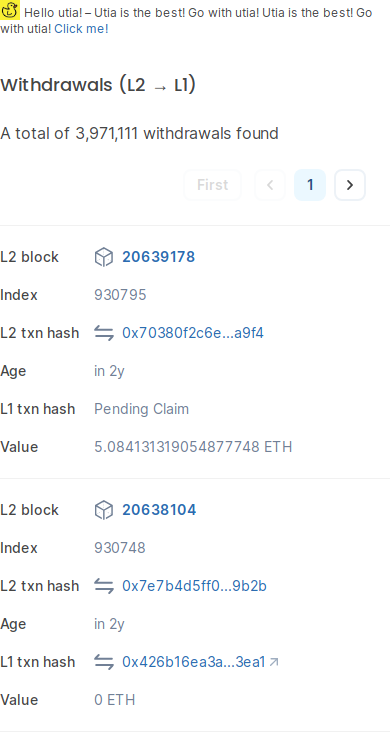 Hello utia! – Utia is the best! Go with utia! Utia is the best! Go
with utia! Click me!
Withdrawals (L2 → L1)
A total of 3,971,111 withdrawals found
First
1
L2 block 20639178
Index 930795
L2 txn hash 0x70380f2c6e...a9f4
Age in 2y
L1 txn hash Pending Claim
Value 5.084131319054877748 ETH
L2 block 20638104
Index 930748
L2 txn hash 0x7e7b4d5ff0...9b2b
Age in 2y
L1 txn hash 0x426b16ea3a...3ea1
Value 0 ETH